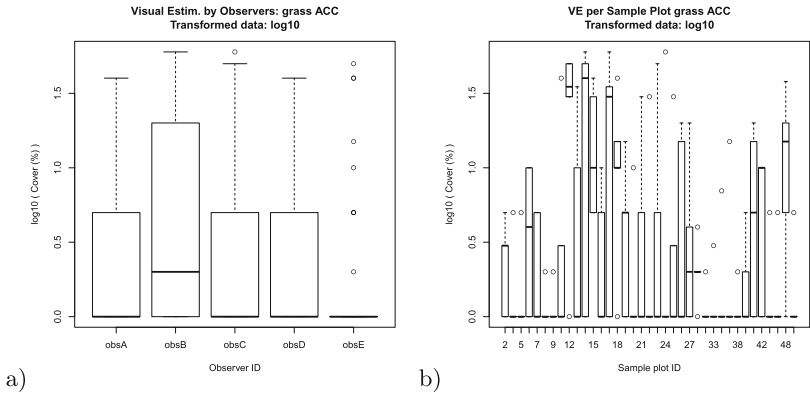 Visual Estim. by Observers: grass ACC
Transformed data: log10
log10 ( Cover (%) )
0.0 0.5 1.0 1.5
obsA obsB obsC obsD obsE
Observer ID
a)
VE per Sample Plot grass ACC
Transformed data: log10
log10 ( Cover (%) )
0.0 0.5 1.0 1.5
2 5 7 9 12 15 18 21 24 27 33 38 42 48
Sample plot ID
b)